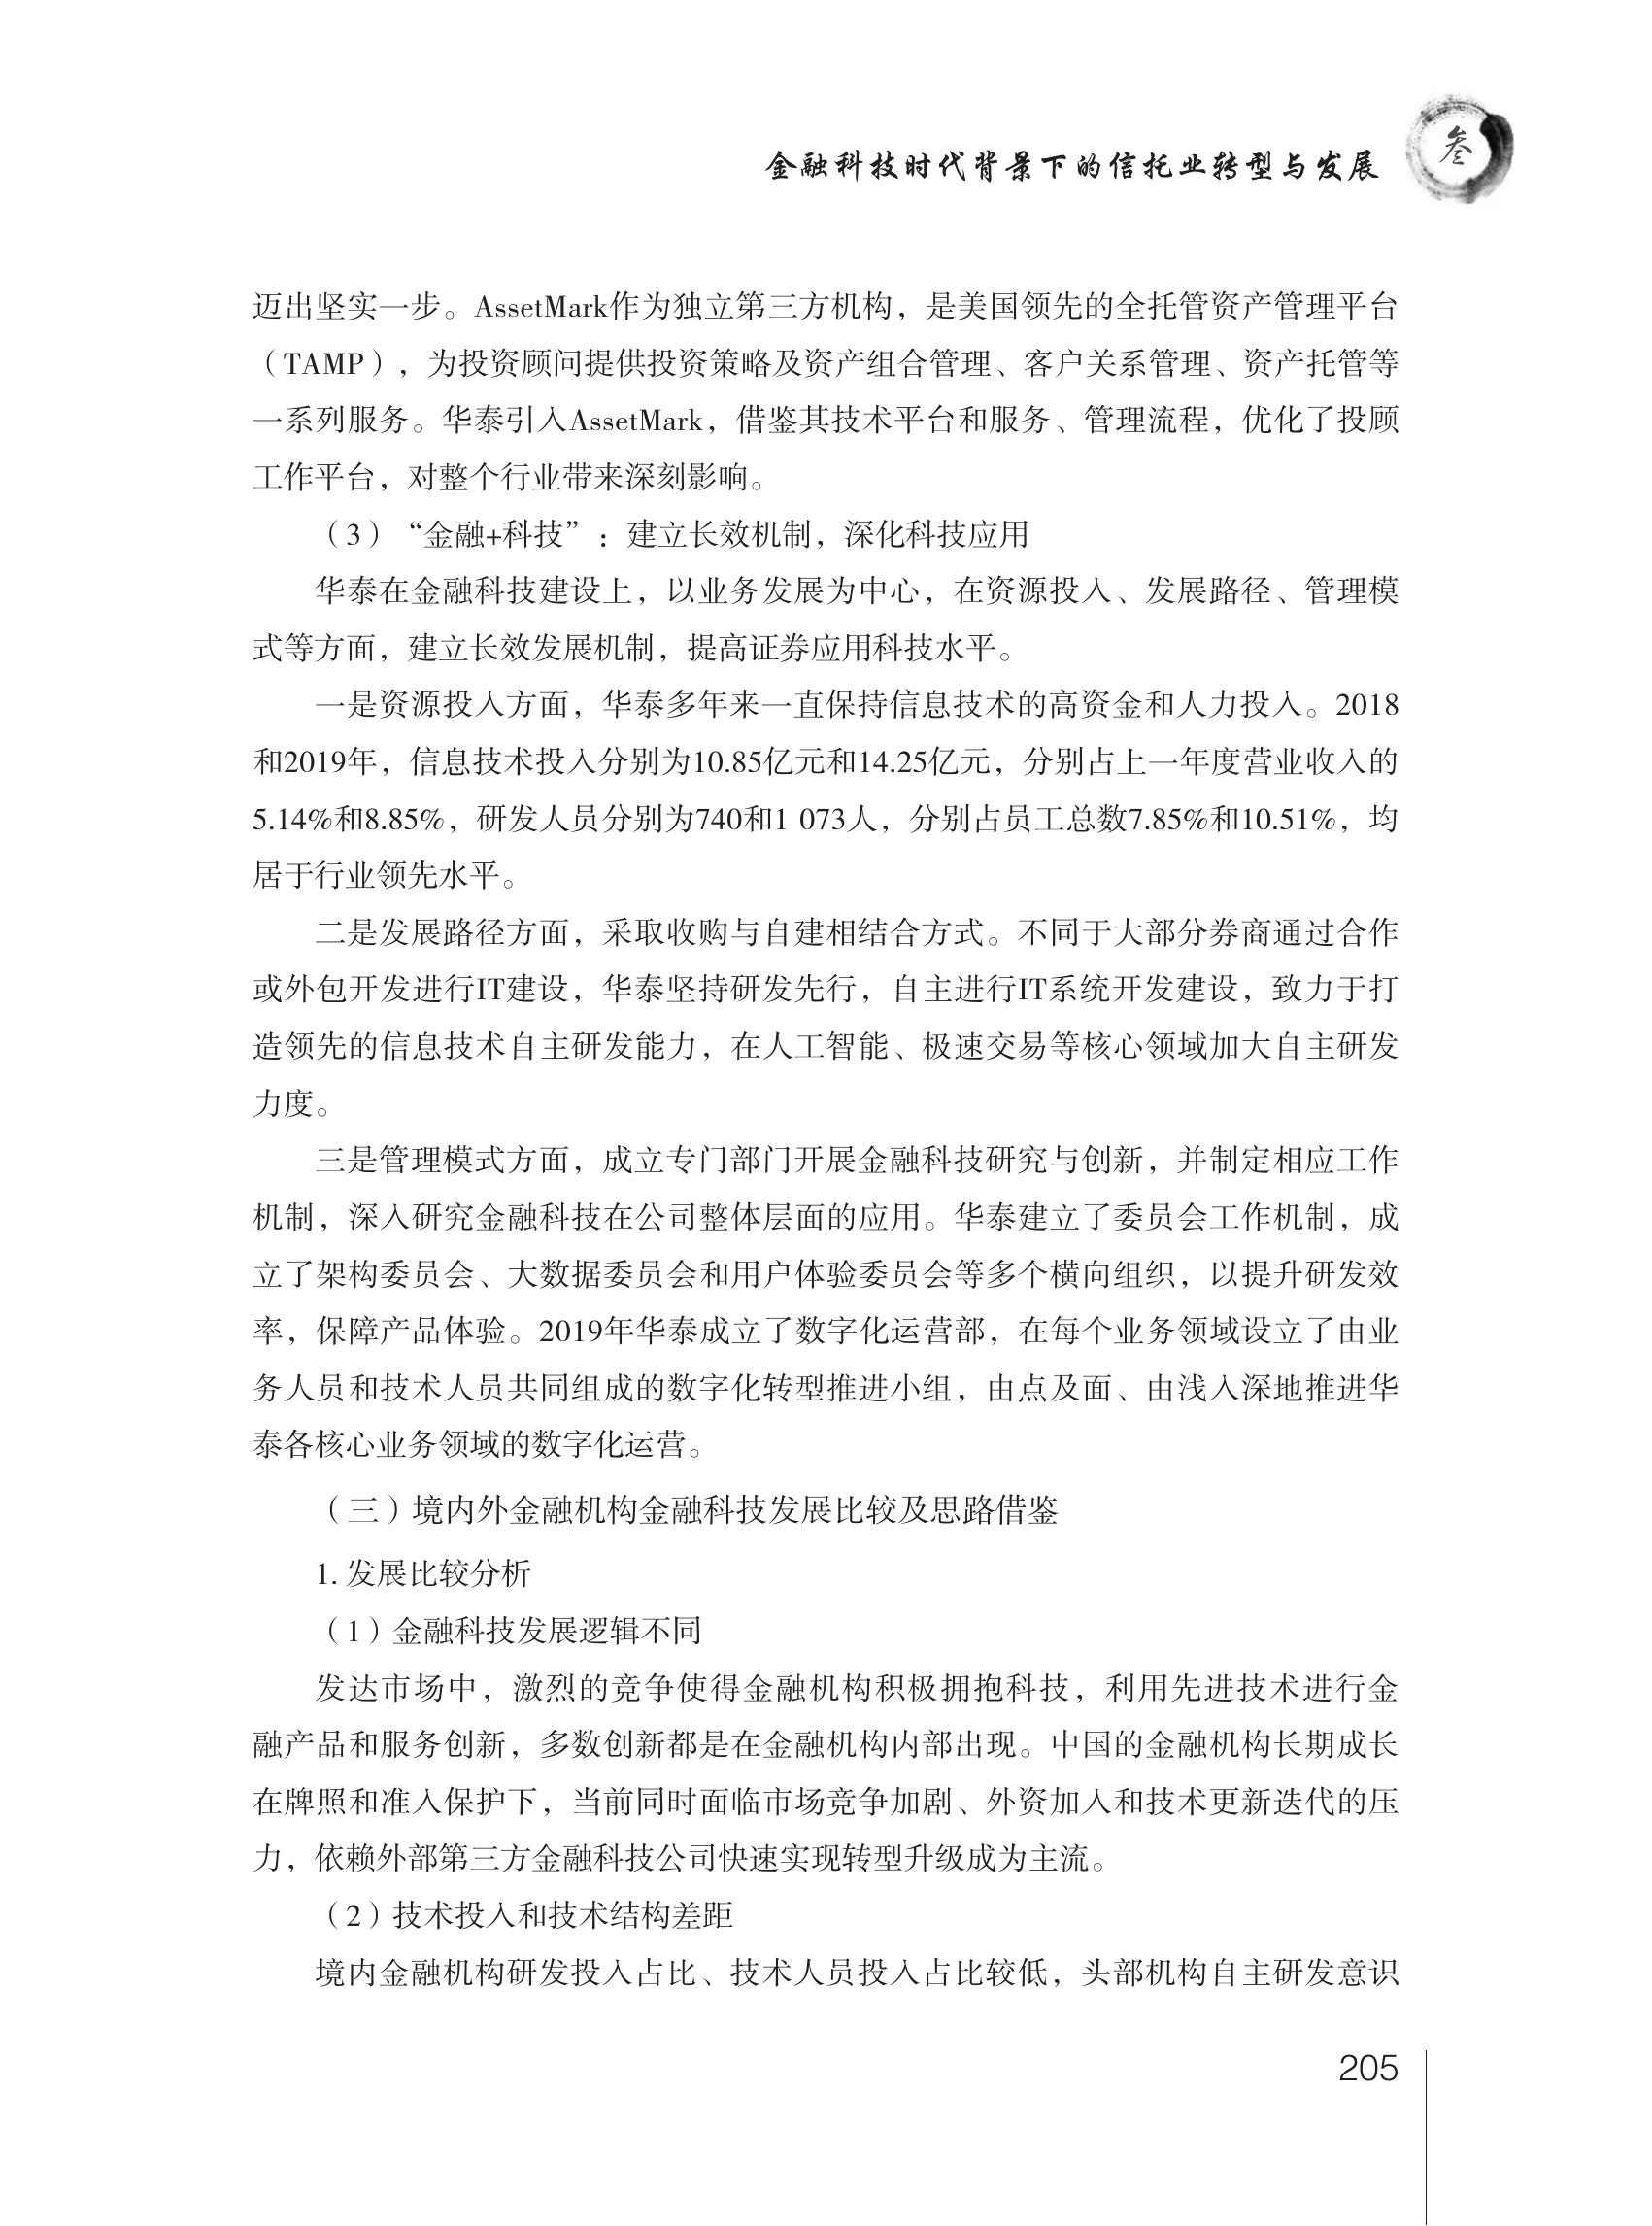 金融科技时代背景下的信托业转型与发展
叁
迈出坚实一步。AssetMark作为独立第三方机构，是美国领先的全托管资产管理平台
（TAMP），为投资顾问提供投资策略及资产组合管理、客户关系管理、资产托管等
一系列服务。华泰引入AssetMark，借鉴其技术平台和服务、管理流程，优化了投顾
工作平台，对整个行业带来深刻影响。
（3）“金融+科技”：建立长效机制，深化科技应用
华泰在金融科技建设上，以业务发展为中心，在资源投入、发展路径、管理模
式等方面，建立长效发展机制，提高证券应用科技水平。
一是资源投入方面，华泰多年来一直保持信息技术的高资金和人力投入。2018
和2019年，信息技术投入分别为10.85亿元和14.25亿元，分别占上一年度营业收入的
5.14%和8.85%，研发人员分别为740和1 073人，分别占员工总数7.85%和10.51%，均
居于行业领先水平。
二是发展路径方面，采取收购与自建相结合方式。不同于大部分券商通过合作
或外包开发进行IT建设，华泰坚持研发先行，自主进行IT系统开发建设，致力于打
造领先的信息技术自主研发能力，在人工智能、极速交易等核心领域加大自主研发
力度。
三是管理模式方面，成立专门部门开展金融科技研究与创新，并制定相应工作
机制，深入研究金融科技在公司整体层面的应用。华泰建立了委员会工作机制，成
立了架构委员会、大数据委员会和用户体验委员会等多个横向组织，以提升研发效
率，保障产品体验。2019年华泰成立了数字化运营部，在每个业务领域设立了由业
务人员和技术人员共同组成的数字化转型推进小组，由点及面、由浅入深地推进华
泰各核心业务领域的数字化运营。
（三）境内外金融机构金融科技发展比较及思路借鉴
1. 发展比较分析
（1）金融科技发展逻辑不同
发达市场中，激烈的竞争使得金融机构积极拥抱科技，利用先进技术进行金
融产品和服务创新，多数创新都是在金融机构内部出现。中国的金融机构长期成长
在牌照和准入保护下，当前同时面临市场竞争加剧、外资加入和技术更新迭代的压
力，依赖外部第三方金融科技公司快速实现转型升级成为主流。
（2）技术投入和技术结构差距
境内金融机构研发投入占比、技术人员投入占比较低，头部机构自主研发意识
205